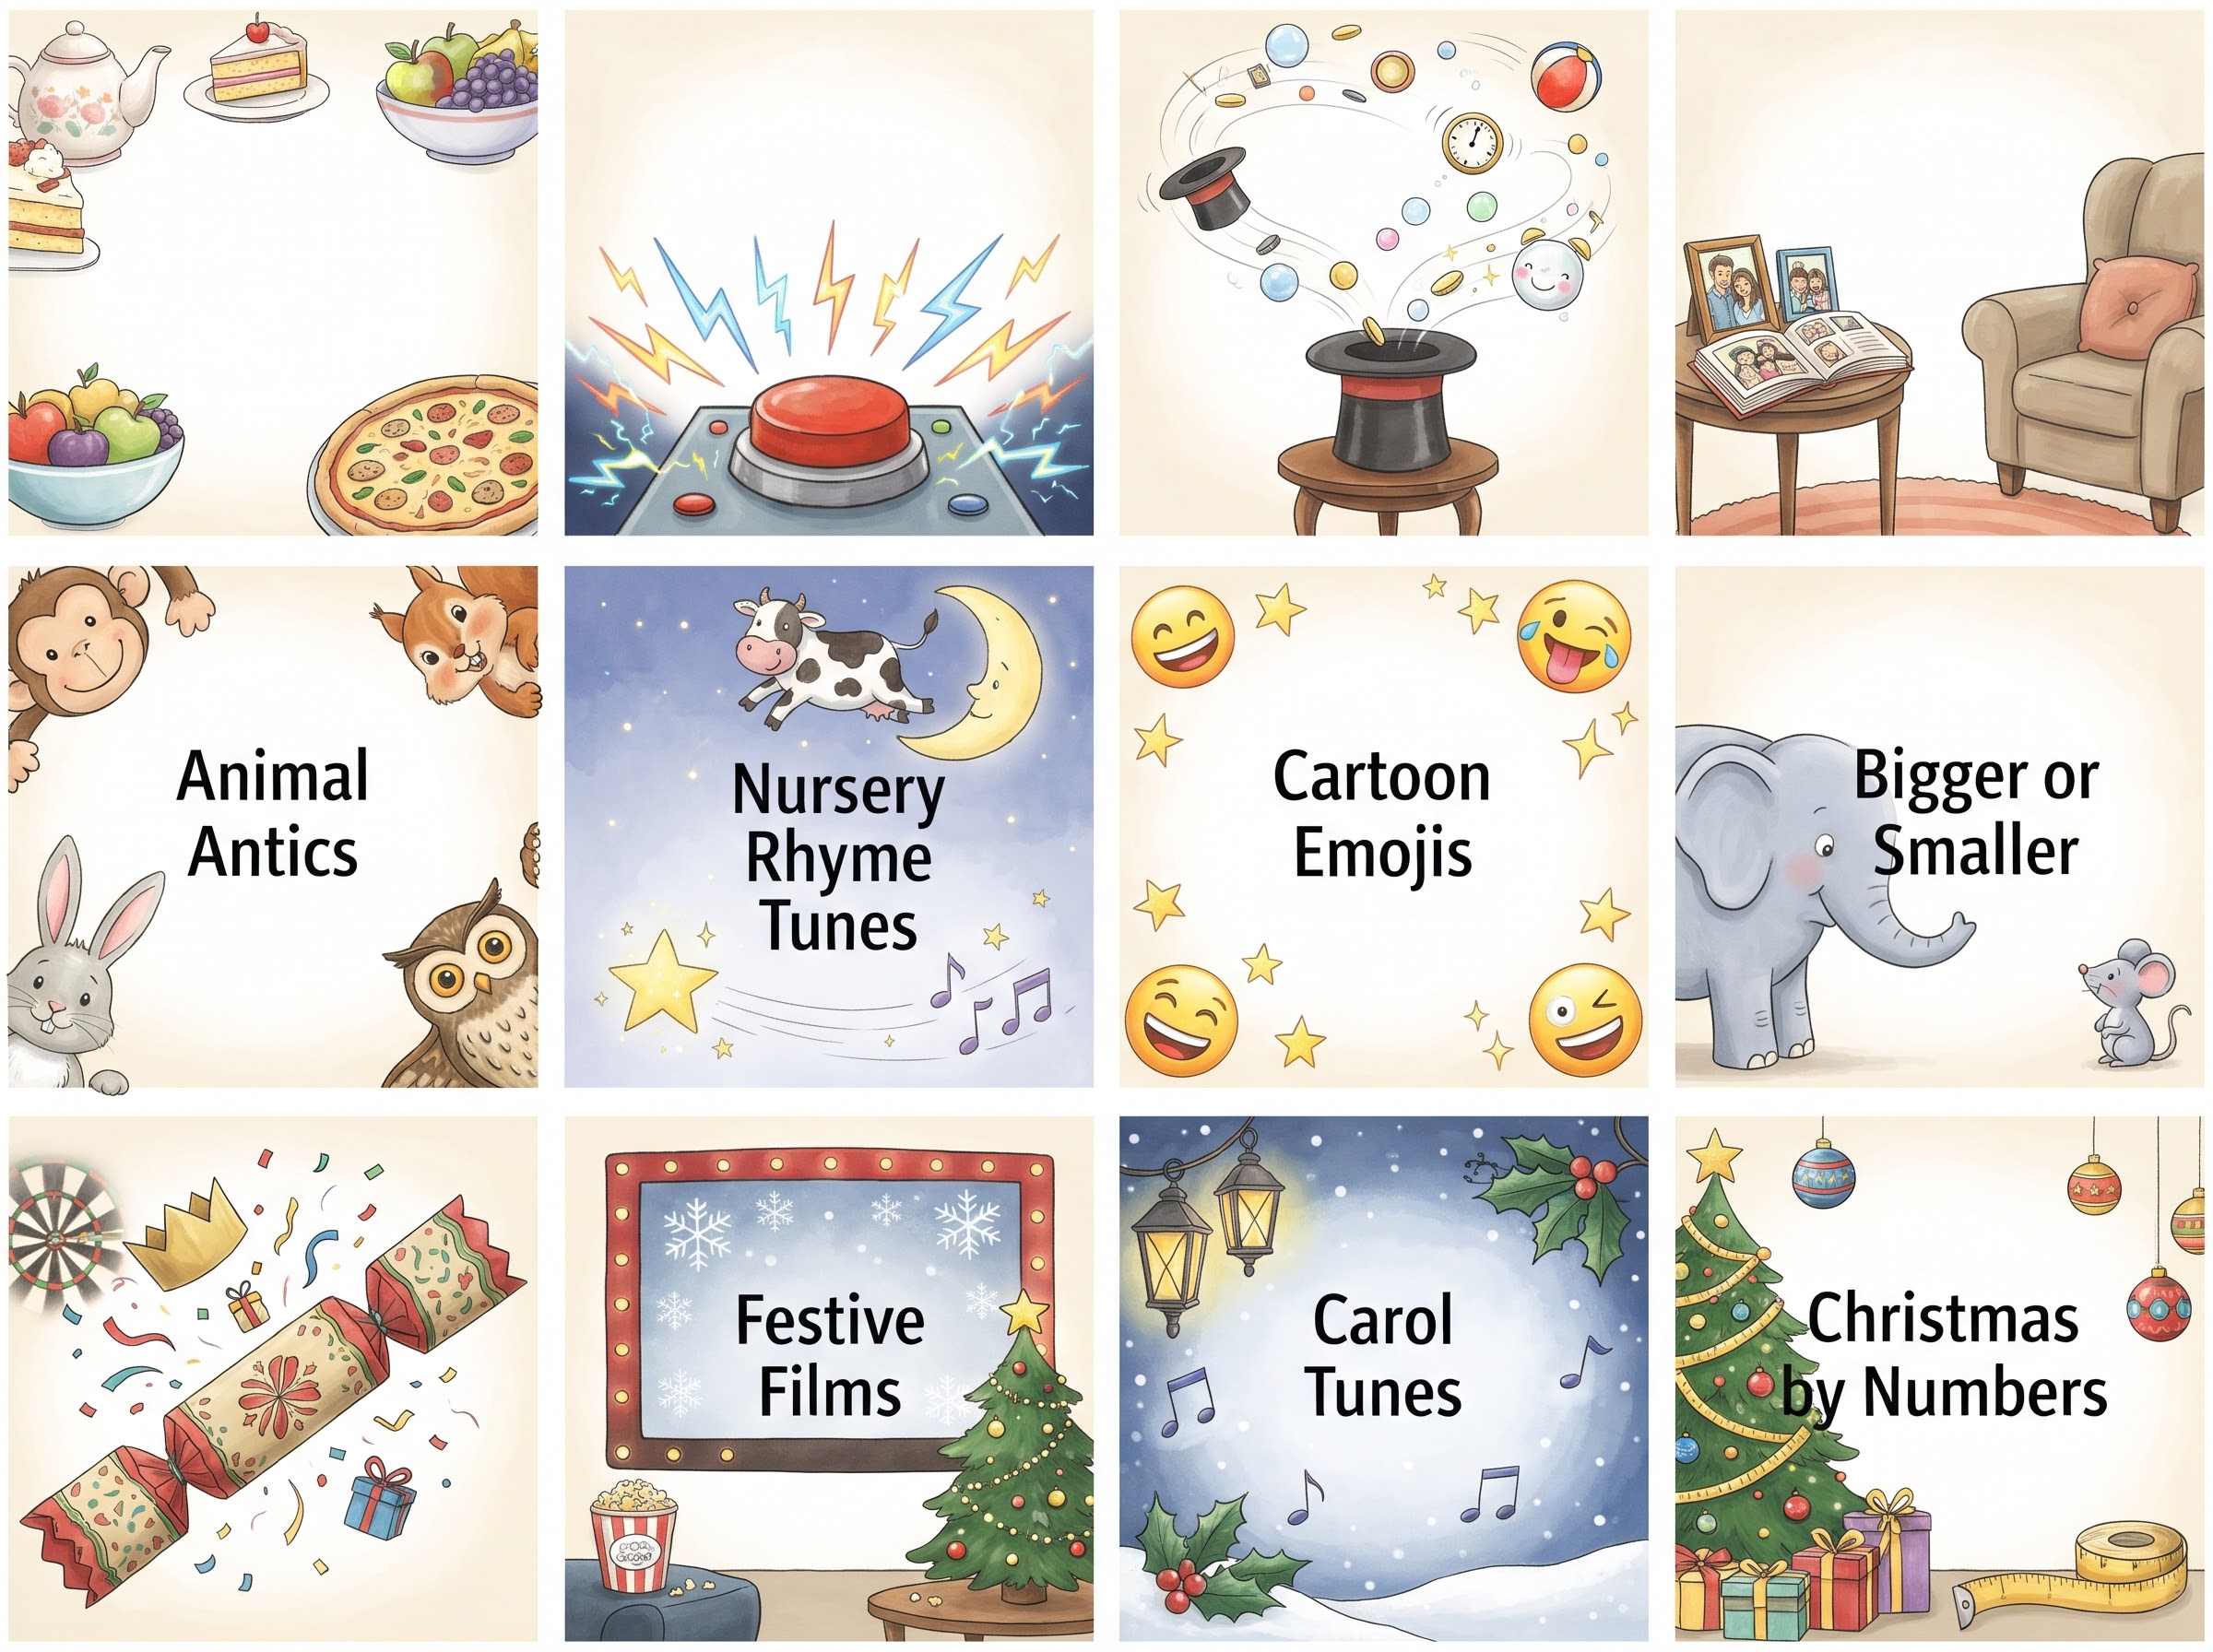 Animal
Antics
Nursery
Rhyme
Tunes
Cartoon
Emojis
Bigger or
Smaller
Festive
Films
Carol
Tunes
Christmas
by Numbers